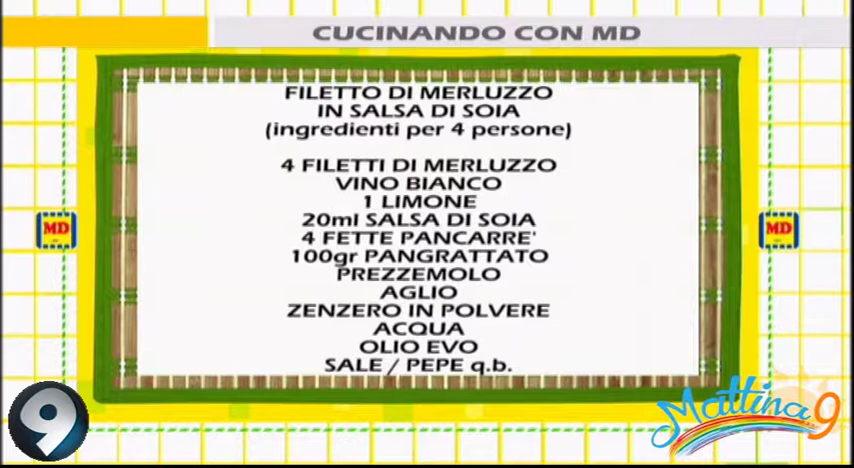 CUCINANDO CON MD
FILETTO DI MERLUZZO
IN SALSA DI SOIA
(ingredienti per 4 persone)
4 FILETTI DI MERLUZZO
VINO BIANCO
1 LIMONE
20ml SALSA DI SOIA
4 FETTE PANCARRE'
100gr PANGRATTATO
PREZZEMOLO
AGLIO
ZENZERO IN POLVERE
ACQUA
OLIO EVO
SALE / PEPE q.b.
MD
MD
9
Mattina 9